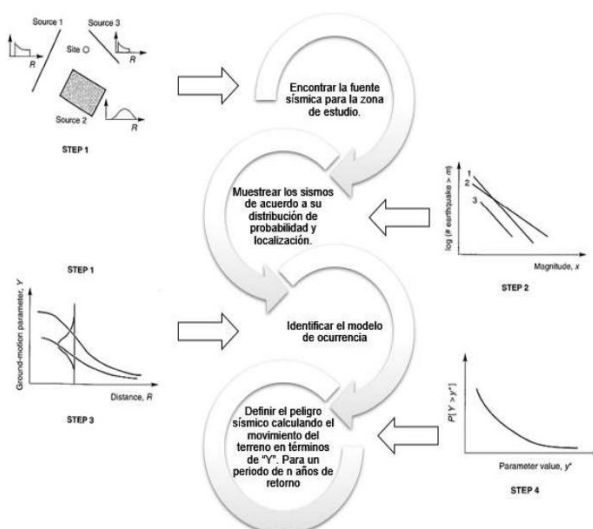 Source 1
Source 3
Site
R
R
Source 2
R
STEP 1
Encontrar la fuente
sísmica para la zona
de estudio.
Muestrear los sismos
de acuerdo a su
distribución de
probabilidad y
localización.
log (# earthquake > m)
1
2
3
Magnitude, x
STEP 2
STEP 1
Ground-motion parameter, Y
Distance, R
STEP 3
Identificar el modelo
de ocurrencia
Definir el peligro
sísmico calculando el
movimiento del
terreno en términos
de "Y". Para un
periodo de n años de
retorno
P[Y > y*]
Parameter value, y*
STEP 4